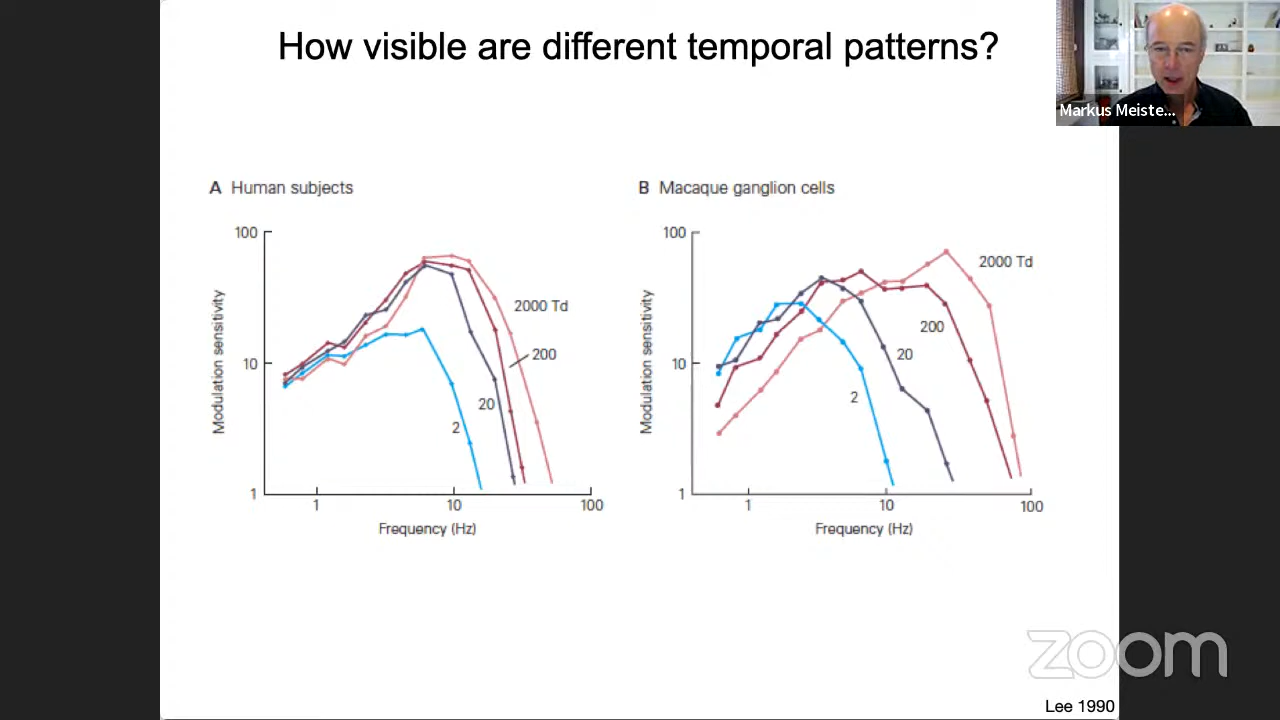 How visible are different temporal patterns?
Markus Meiste...
A Human subjects
100
10
1
Modulation sensitivity
2000 Td
200
20
2
1
10
100
Frequency (Hz)
B Macaque ganglion cells
100
10
1
Modulation sensitivity
2000 Td
200
20
2
1
10
100
Frequency (Hz)
zoom
Lee 1990